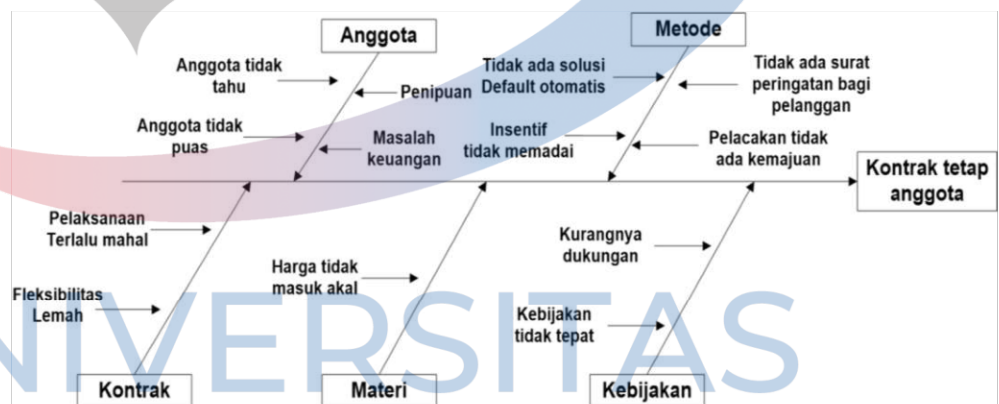 Anggota
Metode
Anggota tidak
tahu
Penipuan
Tidak ada solusi
Default otomatis
Tidak ada surat
peringatan bagi
pelanggan
Anggota tidak
puas
Masalah
keuangan
Insentif
tidak memadai
Pelacakan tidak
ada kemajuan
Kontrak tetap
anggota
Pelaksanaan
Terlalu mahal
Harga tidak
masuk akal
Kurangnya
dukungan
Fleksibilitas
Lemah
Kebijakan
tidak tepat
NIVERSITAS
Kontrak
Materi
Kebijakan